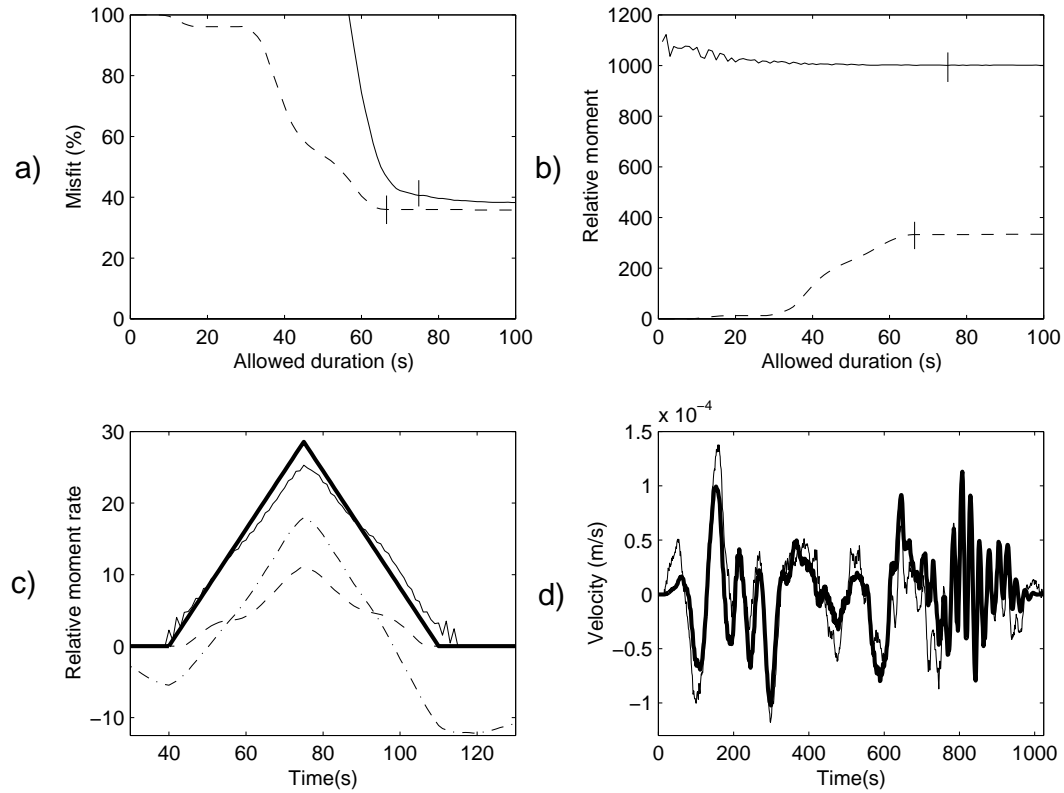 a)
Misfit (%)
100
80
60
40
20
0
0 20 40 60 80 100
Allowed duration (s)
b)
Relative moment
1200
1000
800
600
400
200
0
0 20 40 60 80 100
Allowed duration (s)
c)
Relative moment rate
30
20
10
0
−10
40 60 80 100 120
Time(s)
d)
Velocity (m/s)
x 10−4
1.5
1
0.5
0
−0.5
−1
0 200 400 600 800 1000
Time(s)